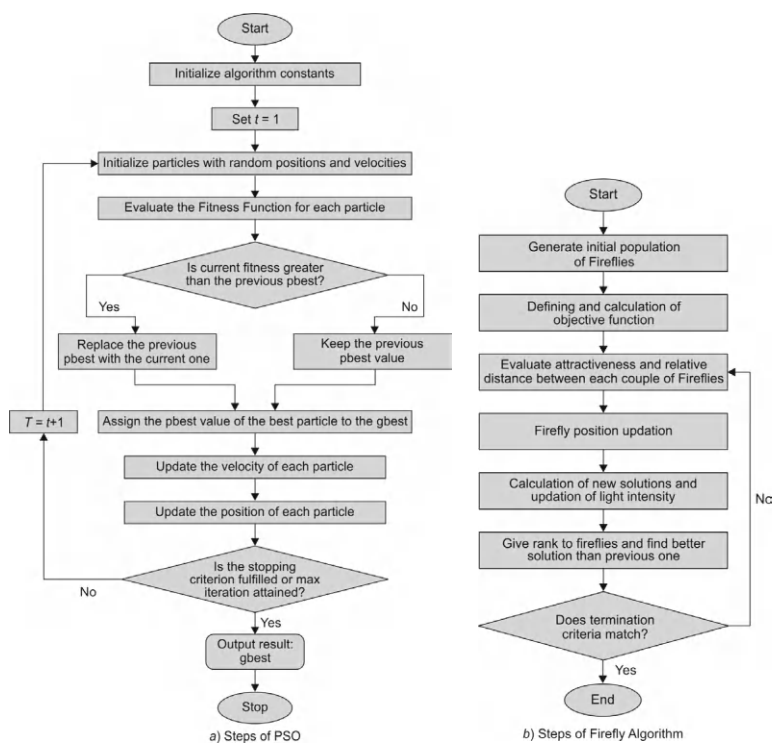 Start
Initialize algorithm constants
Set t = 1
Initialize particles with random positions and velocities
Evaluate the Fitness Function for each particle
Is current fitness greater
than the previous pbest?
Yes
No
Replace the previous
pbest with the current one
Keep the previous
pbest value
T = t+1
Assign the pbest value of the best particle to the gbest
Update the velocity of each particle
Update the position of each particle
Is the stopping
criterion fulfilled or max
iteration attained?
No
Yes
Output result:
gbest
Stop
a) Steps of PSO
Start
Generate initial population
of Fireflies
Defining and calculation of
objective function
Evaluate attractiveness and relative
distance between each couple of Fireflies
Firefly position updation
Calculation of new solutions and
updation of light intensity
No
Give rank to fireflies and find better
solution than previous one
Does termination
criteria match?
Yes
End
b) Steps of Firefly Algorithm